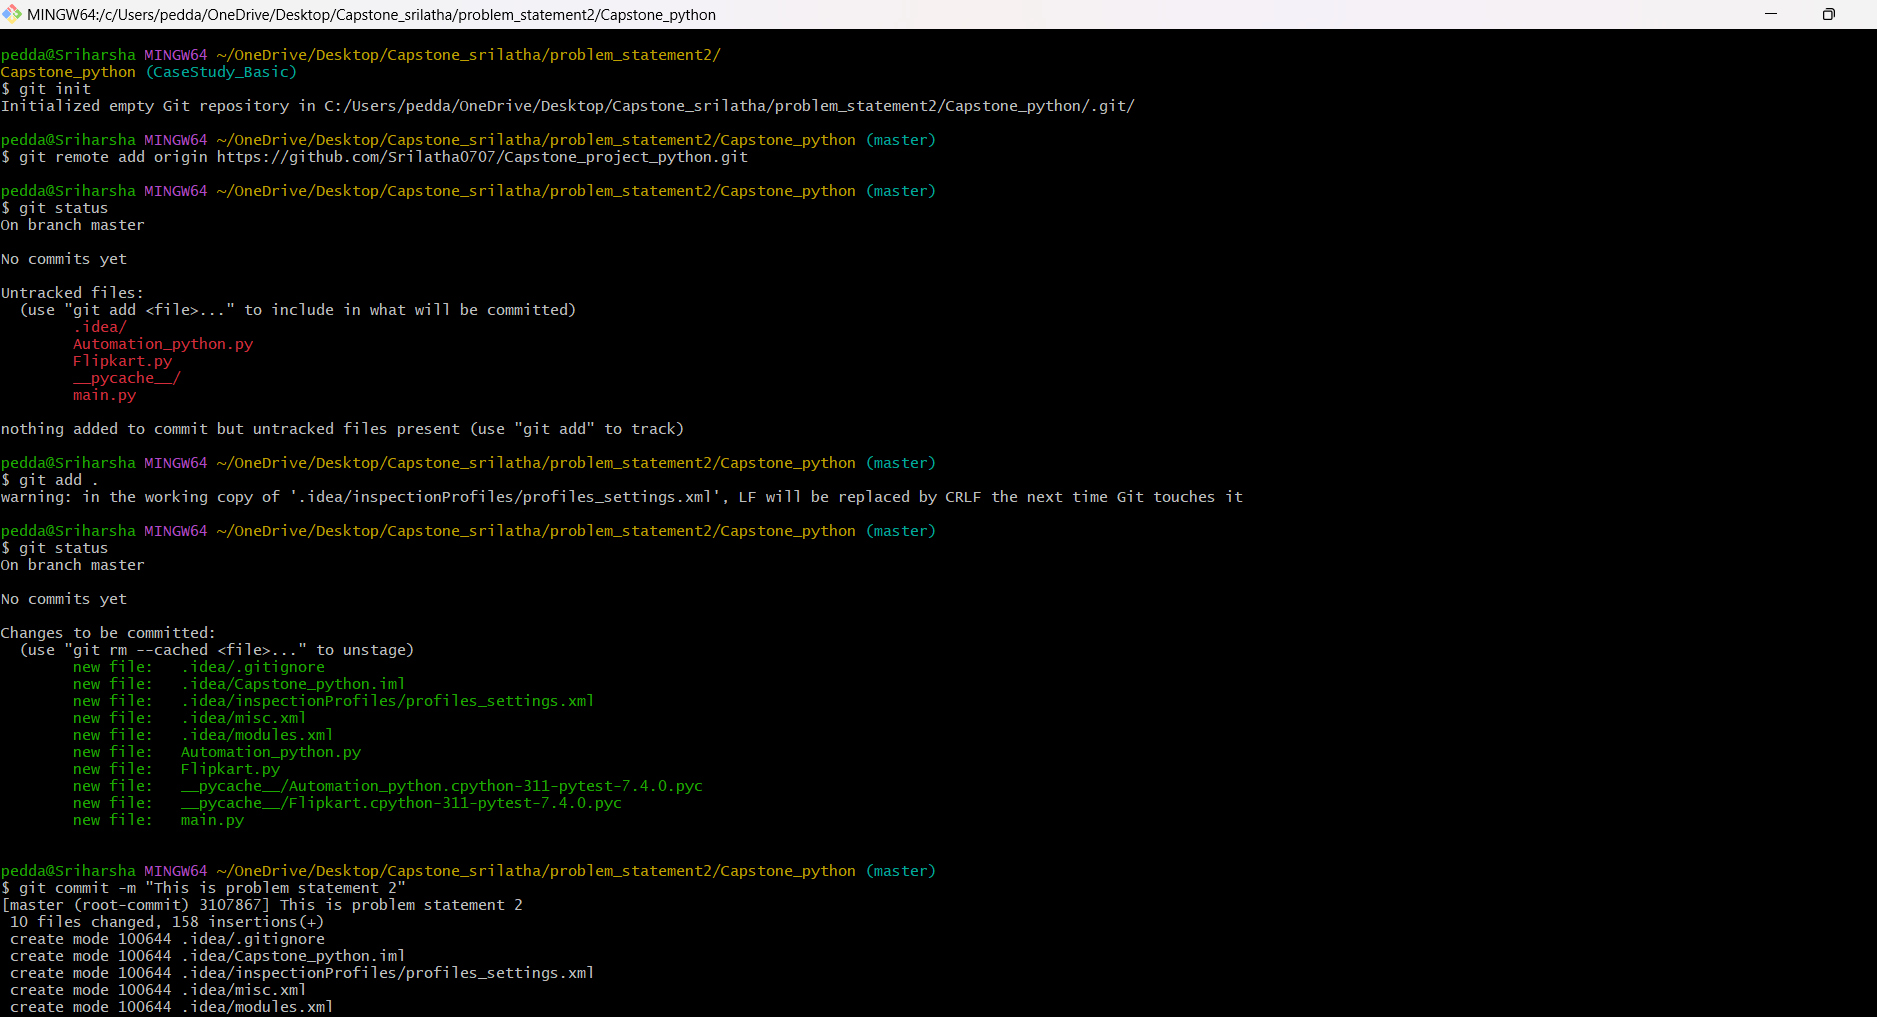 MINGW64:/c/Users/pedda/OneDrive/Desktop/Capstone_srilatha/problem_statement2/Capstone_python
pedda@Sriharsha MINGW64 ~/OneDrive/Desktop/Capstone_srilatha/problem_statement2/
Capstone_python (CaseStudy_Basic)
$ git init
Initialized empty Git repository in C:/Users/pedda/OneDrive/Desktop/Capstone_srilatha/problem_statement2/Capstone_python/.git/
pedda@Sriharsha MINGW64 ~/OneDrive/Desktop/Capstone_srilatha/problem_statement2/Capstone_python (master)
$ git remote add origin https://github.com/Srilatha0707/Capstone_project_python.git
pedda@Sriharsha MINGW64 ~/OneDrive/Desktop/Capstone_srilatha/problem_statement2/Capstone_python (master)
$ git status
On branch master
No commits yet
Untracked files:
  (use "git add <file>..." to include in what will be committed)
        .idea/
        Automation_python.py
        Flipkart.py
        __pycache__/
        main.py
nothing added to commit but untracked files present (use "git add" to track)
pedda@Sriharsha MINGW64 ~/OneDrive/Desktop/Capstone_srilatha/problem_statement2/Capstone_python (master)
$ git add .
warning: in the working copy of '.idea/inspectionProfiles/profiles_settings.xml', LF will be replaced by CRLF the next time Git touches it
pedda@Sriharsha MINGW64 ~/OneDrive/Desktop/Capstone_srilatha/problem_statement2/Capstone_python (master)
$ git status
On branch master
No commits yet
Changes to be committed:
  (use "git rm --cached <file>..." to unstage)
        new file:   .idea/.gitignore
        new file:   .idea/Capstone_python.iml
        new file:   .idea/inspectionProfiles/profiles_settings.xml
        new file:   .idea/misc.xml
        new file:   .idea/modules.xml
        new file:   Automation_python.py
        new file:   Flipkart.py
        new file:   __pycache__/Automation_python.cpython-311-pytest-7.4.0.pyc
        new file:   __pycache__/Flipkart.cpython-311-pytest-7.4.0.pyc
        new file:   main.py
pedda@Sriharsha MINGW64 ~/OneDrive/Desktop/Capstone_srilatha/problem_statement2/Capstone_python (master)
$ git commit -m "This is problem statement 2"
[master (root-commit) 3107867] This is problem statement 2
 10 files changed, 158 insertions(+)
 create mode 100644 .idea/.gitignore
 create mode 100644 .idea/Capstone_python.iml
 create mode 100644 .idea/inspectionProfiles/profiles_settings.xml
 create mode 100644 .idea/misc.xml
 create mode 100644 .idea/modules.xml